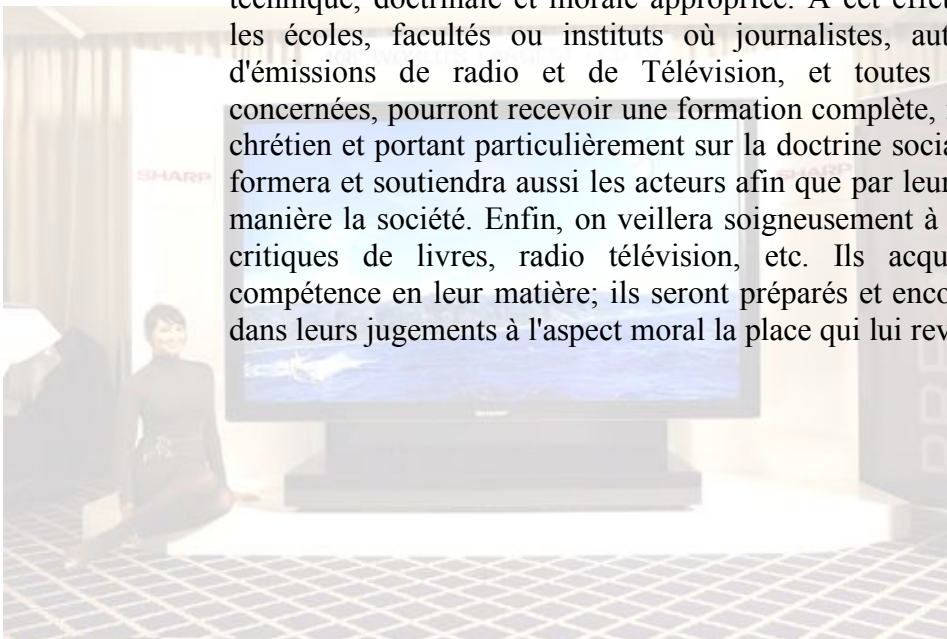 technique, doctrinale et morale appropriée. A cet effet
les écoles, facultés ou instituts où journalistes, aut
d'émissions de radio et de Télévision, et toutes
concernées, pourront recevoir une formation complète,
chrétien et portant particulièrement sur la doctrine socia
SHARP SHARP
formera et soutiendra aussi les acteurs afin que par leur
manière la société. Enfin, on veillera soigneusement à
critiques de livres, radio télévision, etc. Ils acqu
compétence en leur matière; ils seront préparés et enco
dans leurs jugements à l'aspect moral la place qui lui rev
SHARP